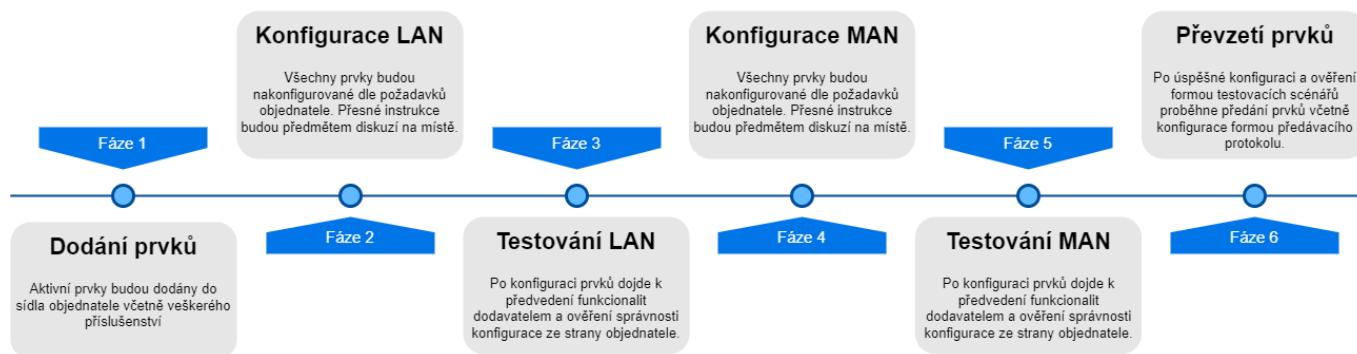 Fáze 1
Dodání prvků
Aktivní prvky budou dodány do
sídla objednatele včetně veškerého
příslušenství
Konfigurace LAN
Všechny prvky budou
nakonfigurované dle požadavků
objednatele. Přesné instrukce
budou předmětem diskuzí na místě.
Fáze 2
Fáze 3
Testování LAN
Po konfiguraci prvků dojde k
předvedení funkcionalit
dodavatelem a ověření správnosti
konfigurace ze strany objednatele.
Konfigurace MAN
Všechny prvky budou
nakonfigurované dle požadavků
objednatele. Přesné instrukce
budou předmětem diskuzí na místě.
Fáze 4
Fáze 5
Testování MAN
Po konfiguraci prvků dojde k
předvedení funkcionalit
dodavatelem a ověření správnosti
konfigurace ze strany objednatele.
Převzetí prvků
Po úspěšné konfiguraci a ověření
formou testovacích scénářů
proběhne předání prvků včetně
konfigurace formou předávacího
protokolu.
Fáze 6